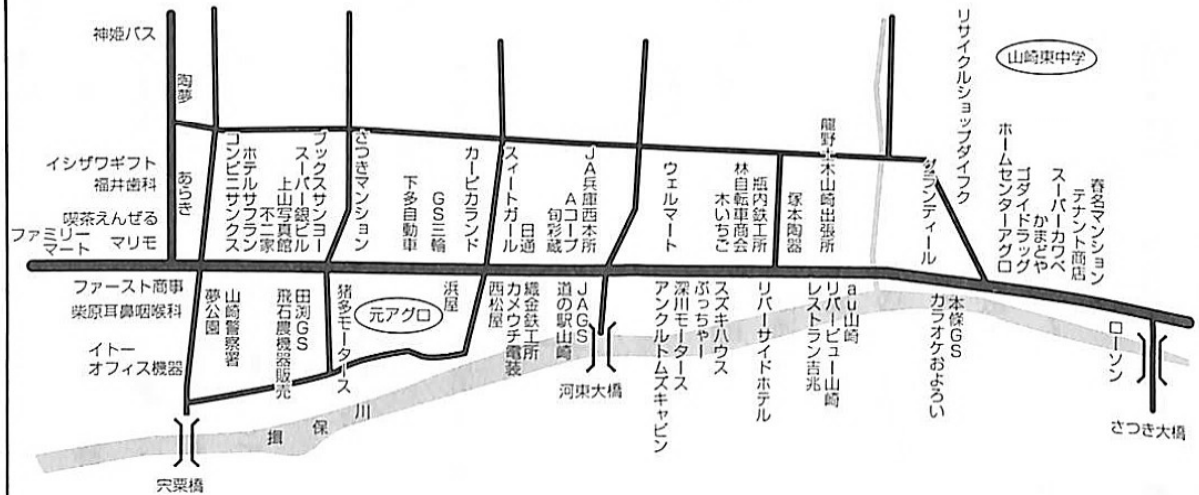 神姫バス
陶夢
イシザワギフト
福井歯科
あらき
喫茶えんぜる
ファミリー
マート
マリモ
コンビニサンクス
ホテルサフラン
不二家
上山写真館
スーパー銀ビル
ブックスサンヨー
さつきマンション
下多自動車
GS三輪
カービカランド
スィートガール
日通
旬彩蔵
Aコープ
JA兵庫西本所
ウェルマート
木いちご
林自転車商会
瓶内鉄工所
塚本陶器
龍野土木山崎出張所
グランディール
リサイクルショップダイフク
山崎東中学
ホームセンターアグロ
ゴダイドラッグ
かまどや
スーパーカワベ
テナント商店
春名マンション
ファースト商事
柴原耳鼻咽喉科
イトー
オフィス機器
夢公園
山崎警察署
飛石農機器販売
田渕GS
猪多モータース
元アグロ
浜屋
西松屋
カメウチ電装
織金鉄工所
道の駅山崎
JAGS
アンクルトムズキャビン
深川モータース
ぶっちゃー
スズキハウス
リバーサイドホテル
レストラン吉兆
リバービュー山崎
au山崎
カラオケおよろい
本條GS
ローソン
揖保川
宍粟橋
河東大橋
さつき大橋